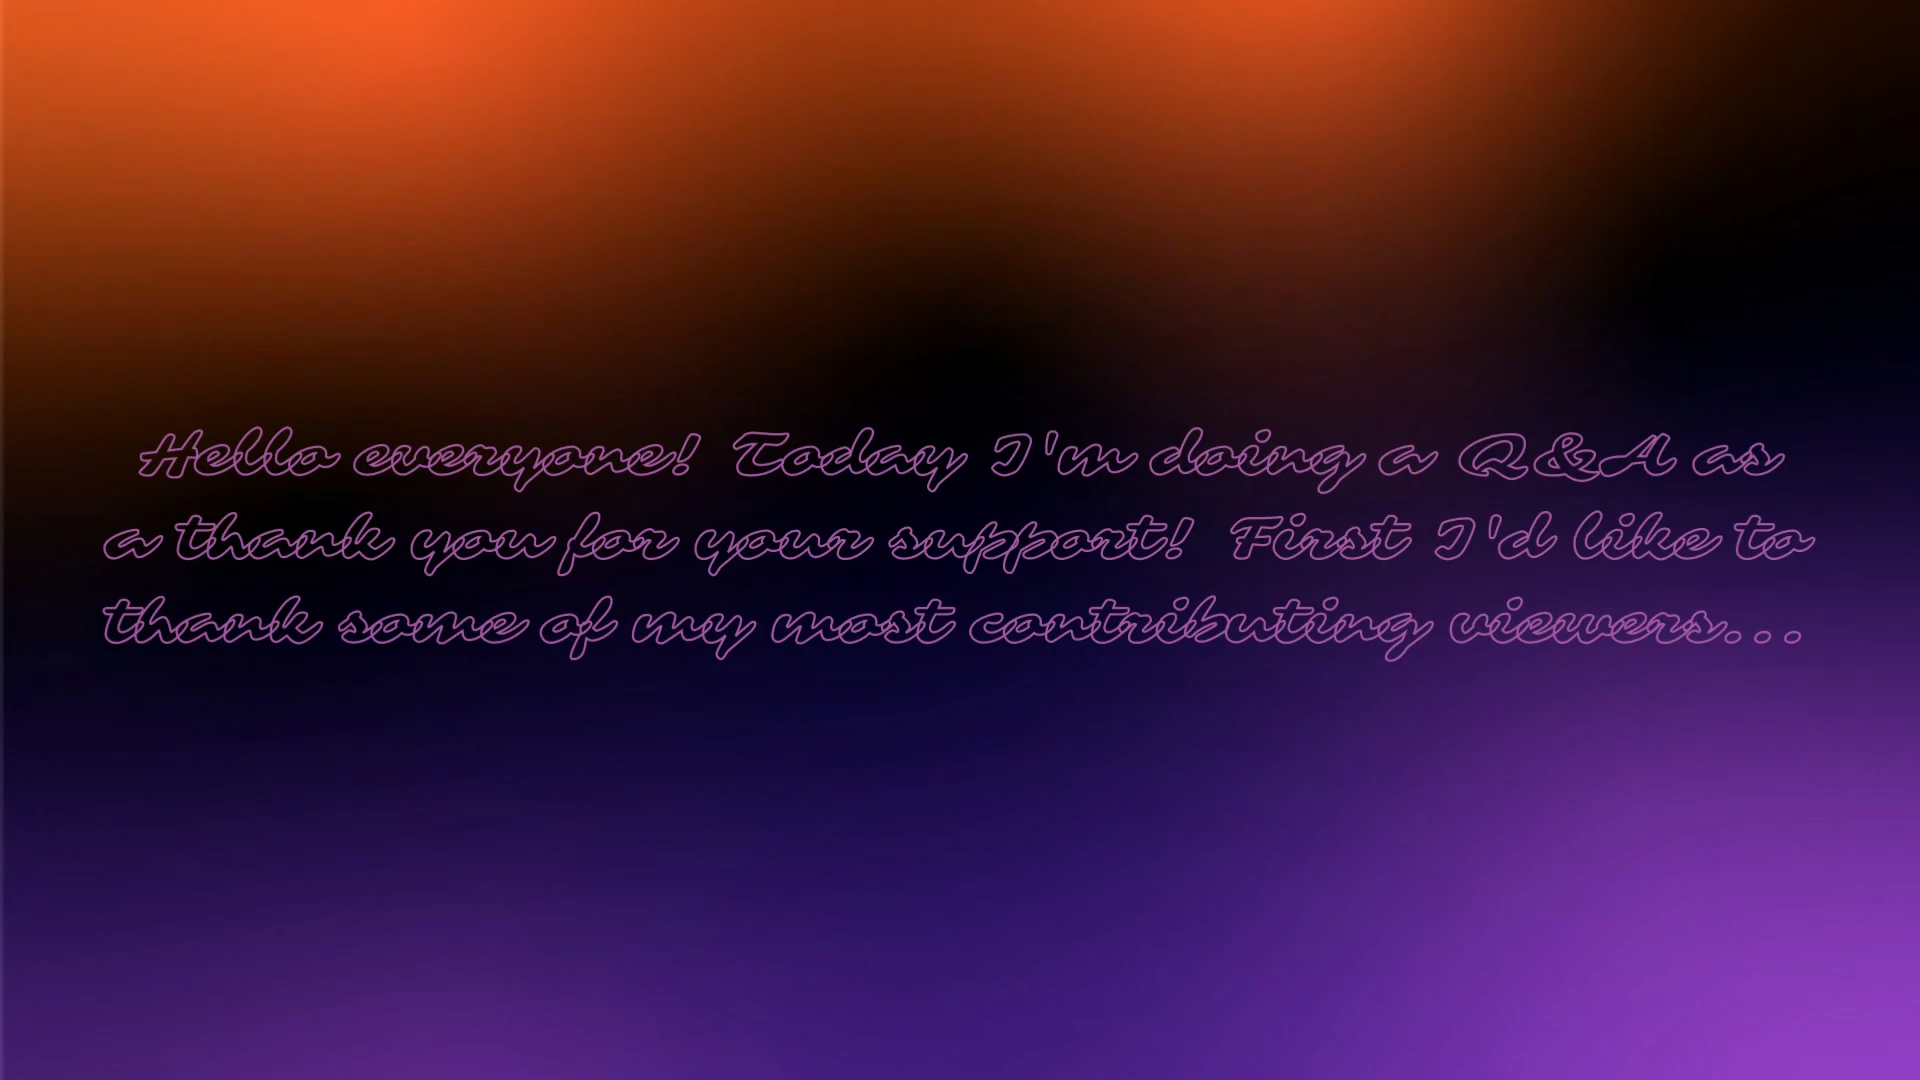 Hello everyone! Today I'm doing a Q&A as
a thank you for your support! First I'd like to
thank some of my most contributing viewers...